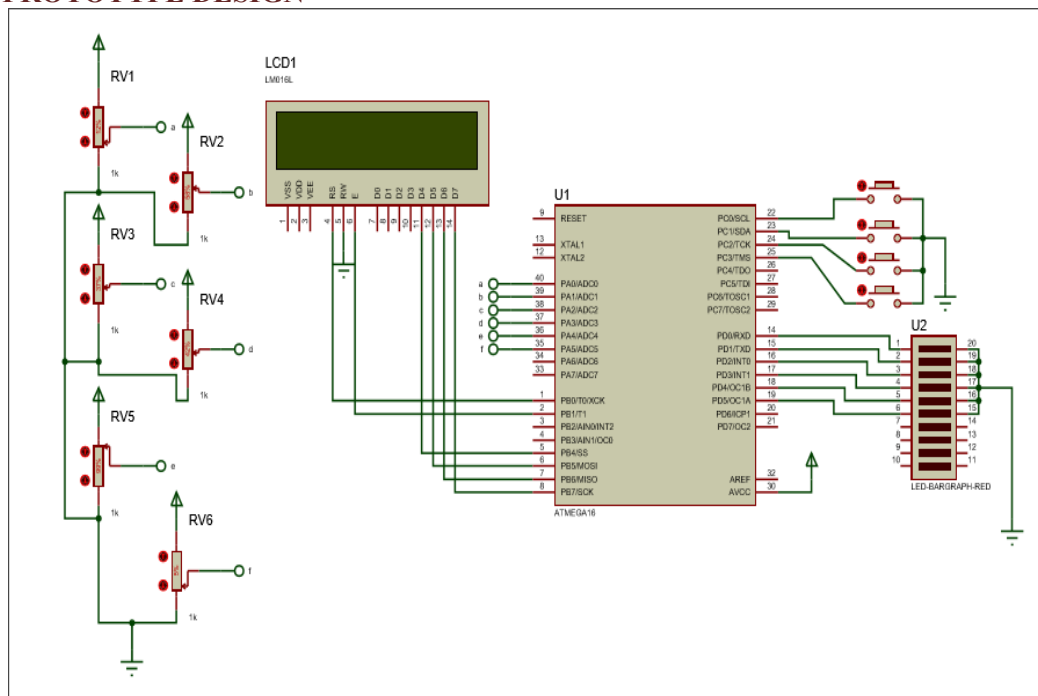 PROTOTYPE DESIGN
RV1
52%
a
1k
RV2
b
1k
RV3
c
1k
RV4
d
1k
RV5
e
1k
RV6
5%
f
1k
LCD1
LM016L
VSS
VDD
VEE
RS
RW
E
D0
D1
D2
D3
D4
D5
D6
D7
1
2
3
4
5
6
7
8
9
10
11
12
13
14
U1
9 RESET
13 XTAL1
12 XTAL2
a 40 PA0/ADC0
b 39 PA1/ADC1
c 38 PA2/ADC2
d 37 PA3/ADC3
e 36 PA4/ADC4
f 35 PA5/ADC5
34 PA6/ADC6
33 PA7/ADC7
1 PB0/T0/XCK
2 PB1/T1
3 PB2/AIN0/INT2
4 PB3/AIN1/OC0
5 PB4/SS
6 PB5/MOSI
7 PB6/MISO
8 PB7/SCK
PC0/SCL 22
PC1/SDA 23
PC2/TCK 24
PC3/TMS 25
PC4/TDO 26
PC5/TDI 27
PC6/TOSC1 28
PC7/TOSC2 29
PD0/RXD 14
PD1/TXD 15
PD2/INT0 16
PD3/INT1 17
PD4/OC1B 18
PD5/OC1A 19
PD6/ICP1 20
PD7/OC2 21
AREF 32
AVCC 30
ATMEGA16
U2
1 20
2 19
3 18
4 17
5 16
6 15
7 14
8 13
9 12
10 11
LED-BARGRAPH-RED